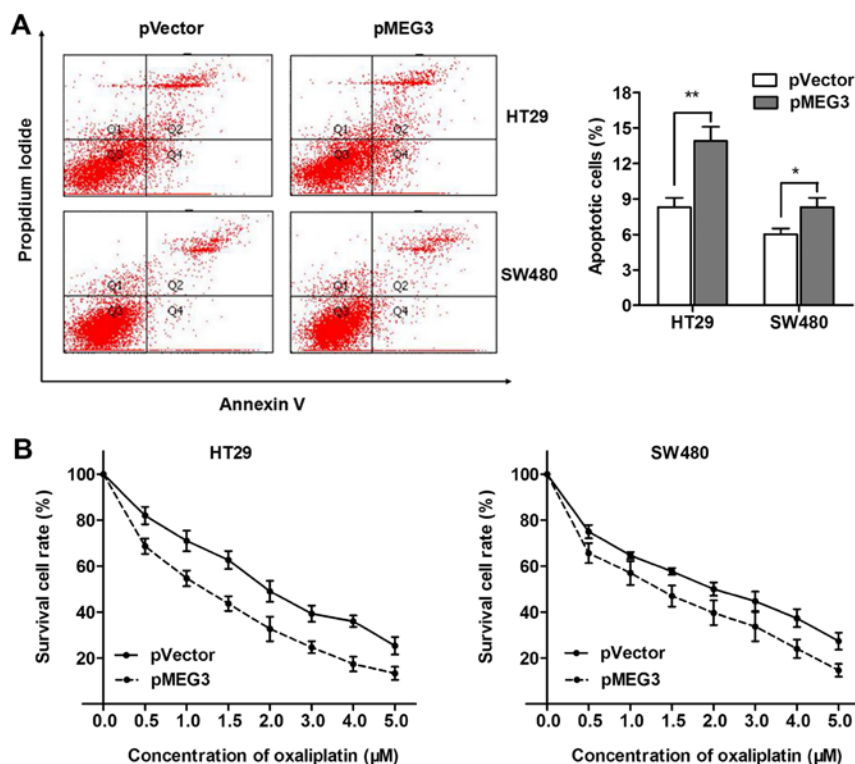 A
pVector
pMEG3
Propidium Iodide
Q1
Q2
Q3
Q4
Q1
Q2
Q3
Q4
HT29
Q1
Q2
Q3
Q4
Q1
Q2
Q3
Q4
SW480
Annexin V
pVector
pMEG3
Apoptotic cells (%)
18
15
12
9
6
3
0
**
*
HT29
SW480
B
HT29
Survival cell rate (%)
100
80
60
40
20
pVector
pMEG3
0.0 0.5 1.0 1.5 2.0 3.0 4.0 5.0
Concentration of oxaliplatin (μM)
SW480
Survival cell rate (%)
100
80
60
40
20
pVector
pMEG3
0.0 0.5 1.0 1.5 2.0 3.0 4.0 5.0
Concentration of oxaliplatin (μM)